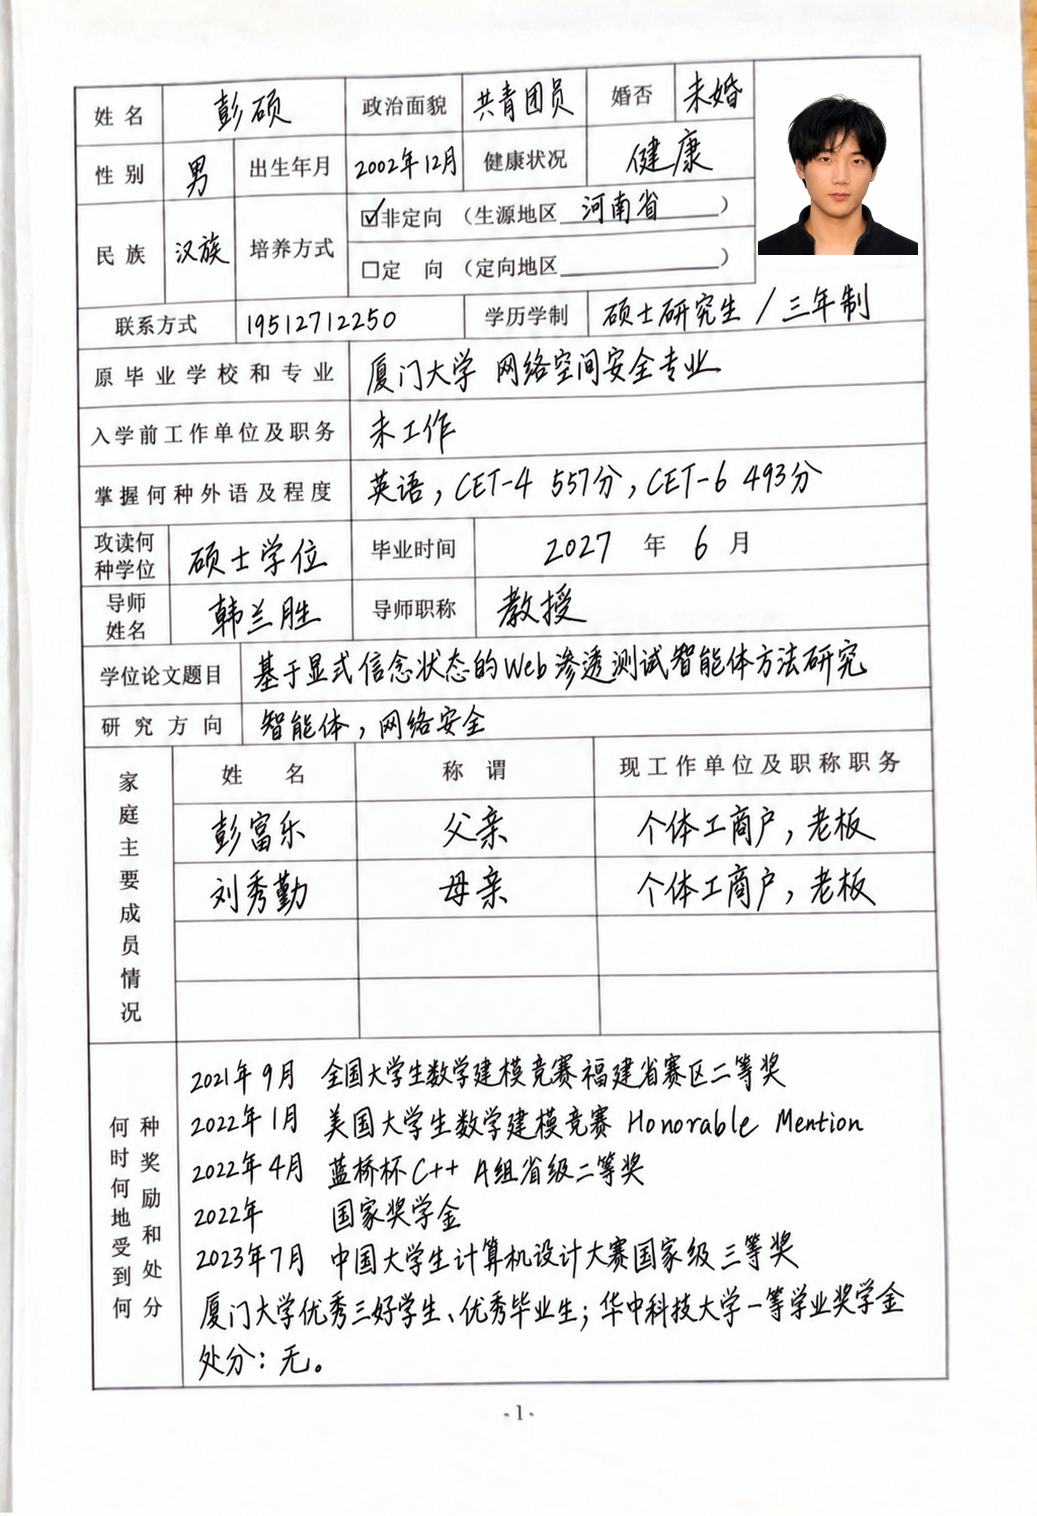 姓名 彭硕 政治面貌 共青团员 婚否 未婚
性别 男 出生年月 2002年12月 健康状况 健康
民族 汉族 培养方式 ☑非定向（生源地区 河南省）
☐定 向（定向地区）
联系方式 19512712250 学历学制 硕士研究生 / 三年制
原毕业学校和专业 厦门大学 网络空间安全专业
入学前工作单位及职务 未工作
掌握何种外语及程度 英语，CET-4 557分，CET-6 493分
攻读何种学位 硕士学位 毕业时间 2027 年 6 月
导师姓名 韩兰胜 导师职称 教授
学位论文题目 基于显式信念状态的Web渗透测试智能体方法研究
研究方向 智能体，网络安全
家庭主要成员情况
姓名 称谓 现工作单位及职称职务
彭富乐 父亲 个体工商户，老板
刘秀勤 母亲 个体工商户，老板
何时何地受到何种奖励和处分
2021年9月 全国大学生数学建模竞赛福建省赛区二等奖
2022年1月 美国大学生数学建模竞赛 Honorable Mention
2022年4月 蓝桥杯C++ A组省级二等奖
2022年 国家奖学金
2023年7月 中国大学生计算机设计大赛国家级三等奖
厦门大学优秀三好学生、优秀毕业生；华中科技大学一等学业奖学金
处分：无。
-1-